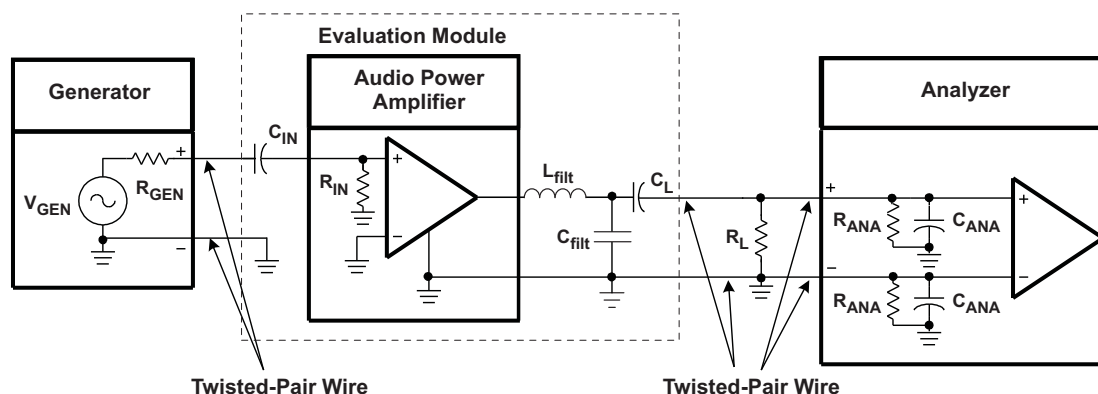 Evaluation Module
Generator
Audio Power
Amplifier
Analyzer
C_IN
+
R_GEN
V_GEN
−
R_IN
+
−
L_filt
C_filt
C_L
R_L
+
R_ANA
C_ANA
+
−
R_ANA
C_ANA
−
Twisted-Pair Wire
Twisted-Pair Wire